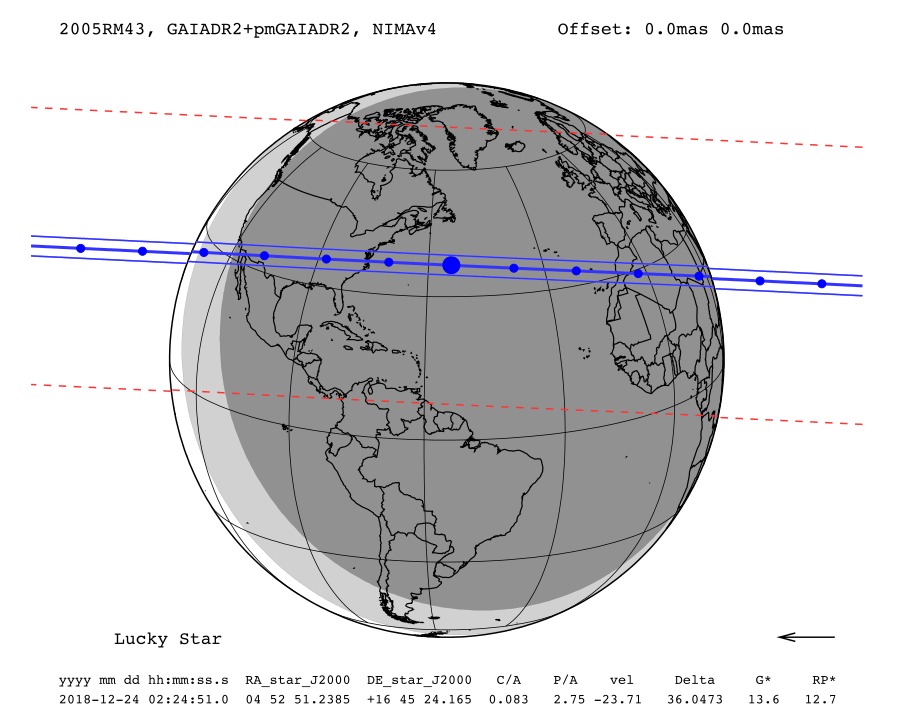 2005RM43, GAIADR2+pmGAIADR2, NIMAv4 Offset: 0.0mas 0.0mas
Lucky Star
yyyy mm dd hh:mm:ss.s RA_star_J2000 DE_star_J2000 C/A P/A vel Delta G* RP*
2018-12-24 02:24:51.0 04 52 51.2385 +16 45 24.165 0.083 2.75 -23.71 36.0473 13.6 12.7